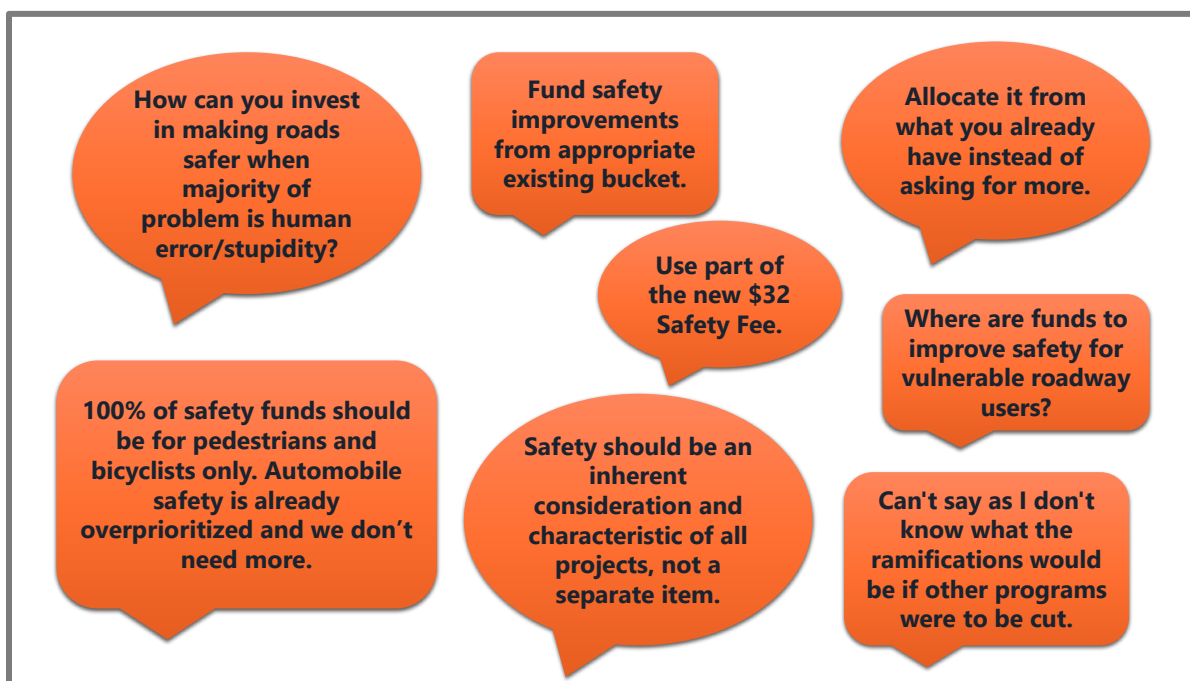 How can you invest
in making roads
safer when
majority of
problem is human
error/stupidity?
Fund safety
improvements
from appropriate
existing bucket.
Allocate it from
what you already
have instead of
asking for more.
Use part of
the new $32
Safety Fee.
Where are funds to
improve safety for
vulnerable roadway
users?
100% of safety funds should
be for pedestrians and
bicyclists only. Automobile
safety is already
overprioritized and we don’t
need more.
Safety should be an
inherent
consideration and
characteristic of all
projects, not a
separate item.
Can't say as I don't
know what the
ramifications would
be if other programs
were to be cut.